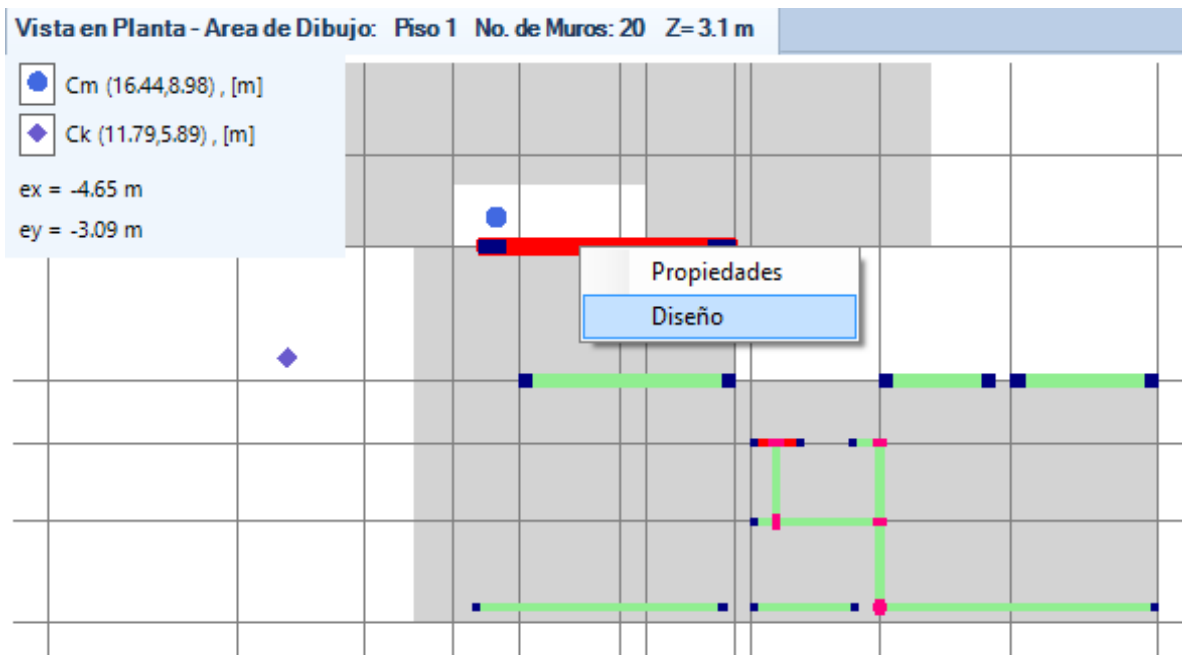 Vista en Planta - Area de Dibujo: Piso 1 No. de Muros: 20 Z= 3.1 m
Cm (16.44,8.98) , [m]
Ck (11.79,5.89) , [m]
ex = -4.65 m
ey = -3.09 m
Propiedades
Diseño